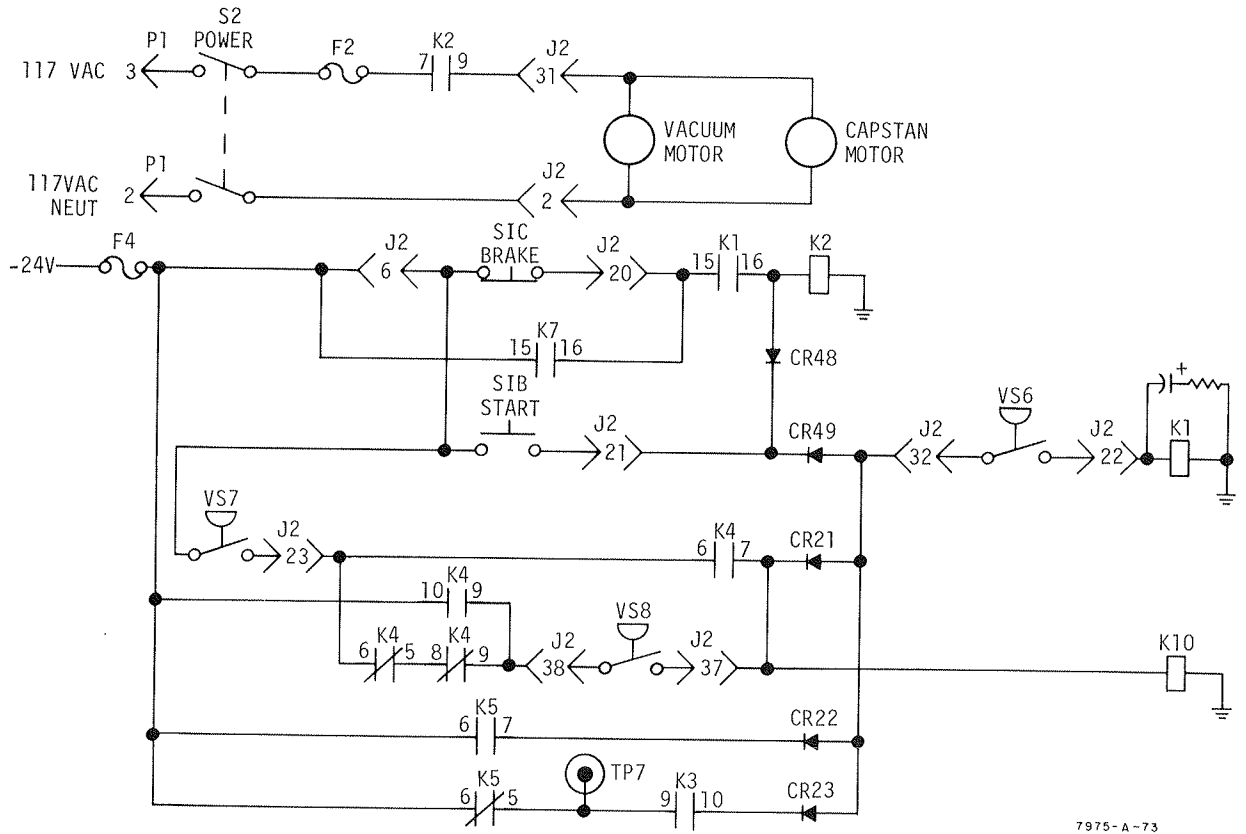 S2
POWER
P1
117 VAC 3
F2
K2
7 9
J2
31
VACUUM
MOTOR
CAPSTAN
MOTOR
P1
117VAC
NEUT 2
J2
2
F4
-24V
J2
6
SIC
BRAKE
J2
20
K1
15 16
K2
K7
15 16
CR48
SIB
START
J2
21
CR49
J2
32
VS6
J2
22
+
K1
VS7
J2
23
K4
6 7
CR21
K4
10 9
K4
6 5
K4
8 9
J2
38
VS8
J2
37
K10
K5
6 7
CR22
K5
6 5
TP7
K3
9 10
CR23
7975-A-73